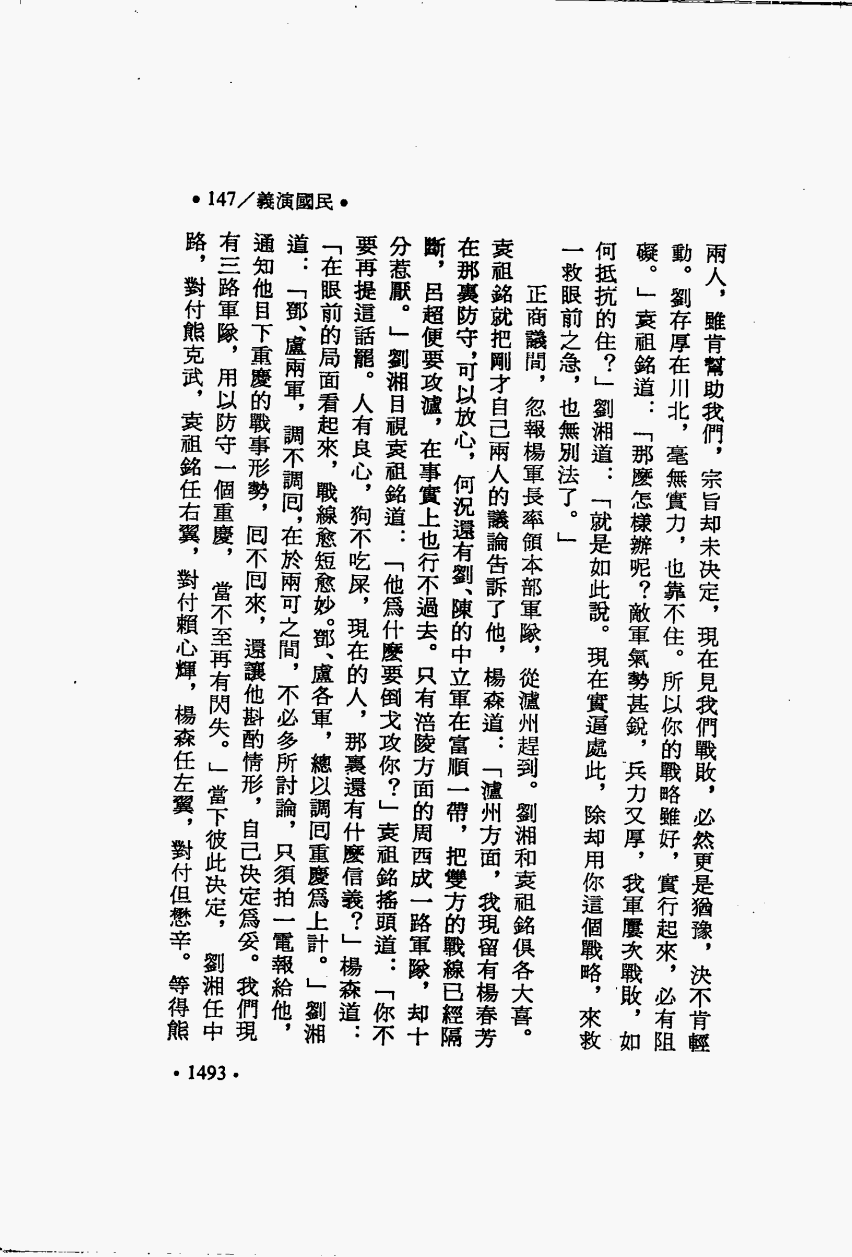 •147／義演國民•
兩人，雖肯幫助我們，宗旨却未決定，現在見我們戰敗，必然更是猶豫，決不肯輕
動。劉存厚在川北，毫無實力，也靠不住。所以你的戰略雖好，實行起來，必有阻
礙。」袁祖銘道：「那麼怎樣辦呢？敵軍氣勢甚銳，兵力又厚，我軍屢次戰敗，如
何抵抗的住？」劉湘道：「就是如此說。現在實逼處此，除却用你這個戰略，來救
一救眼前之急，也無別法了。」
正商議間，忽報楊軍長率領本部軍隊，從瀘州趕到。劉湘和袁祖銘俱各大喜。
袁祖銘就把剛才自己兩人的議論告訴了他，楊森道：「瀘州方面，我現留有楊春芳
在那裏防守，可以放心，何況還有劉、陳的中立軍在富順一帶，把雙方的戰線已經隔
斷，呂超便要攻瀘，在事實上也行不過去。只有涪陵方面的周西成一路軍隊，却十
分惹厭。」劉湘目視袁祖銘道：「他爲什麼要倒戈攻你？」袁祖銘搖頭道：「你不
要再提這話罷。人有良心，狗不吃屎，現在的人，那裏還有什麼信義？」楊森道：
「在眼前的局面看起來，戰線愈短愈妙。鄧、盧各軍，總以調回重慶爲上計。」劉湘
道：「鄧、盧兩軍，調不調回，在於兩可之間，不必多所討論，只須拍一電報給他，
通知他目下重慶的戰事形勢，回不回來，還讓他斟酌情形，自己決定爲妥。我們現
有三路軍隊，用以防守一個重慶，當不至再有閃失。」當下彼此決定，劉湘任中
路，對付熊克武，袁祖銘任右翼，對付賴心輝，楊森任左翼，對付但懋辛。等得熊
•1493•